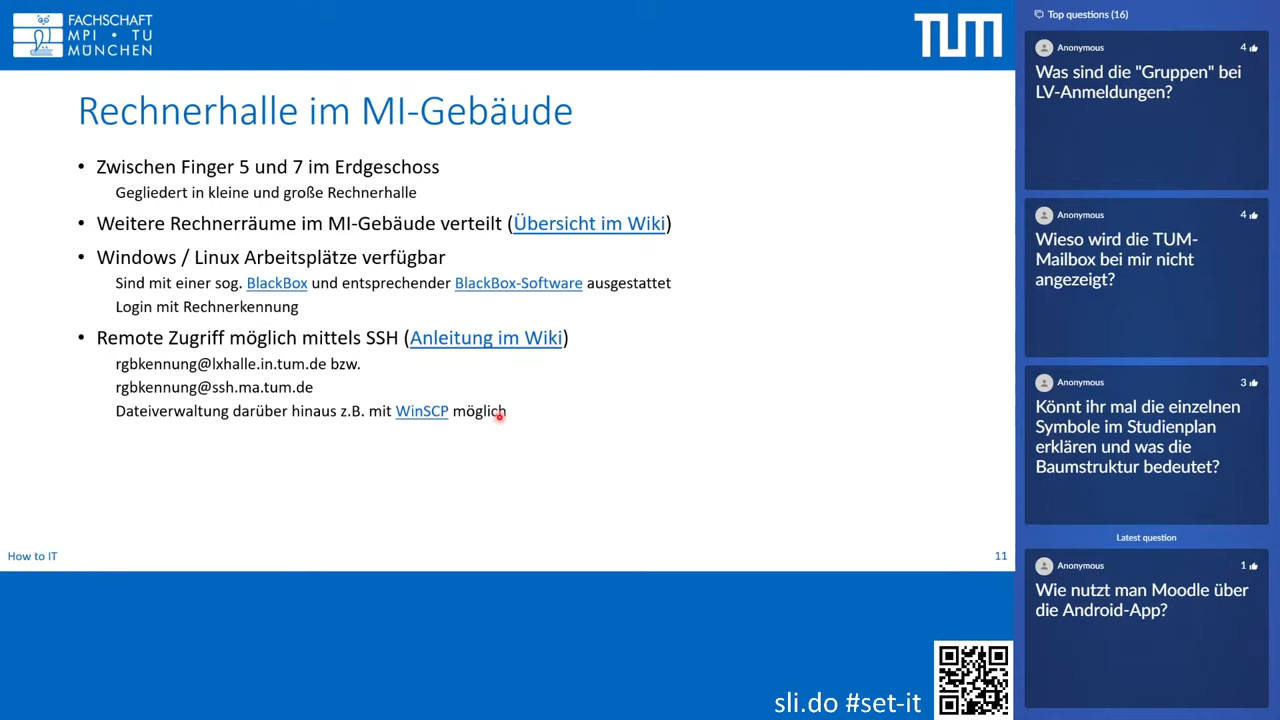 FACHSCHAFT
MPI • TU
MÜNCHEN
TUM
Rechnerhalle im MI-Gebäude
• Zwischen Finger 5 und 7 im Erdgeschoss
Gegliedert in kleine und große Rechnerhalle
• Weitere Rechnerräume im MI-Gebäude verteilt (Übersicht im Wiki)
• Windows / Linux Arbeitsplätze verfügbar
Sind mit einer sog. BlackBox und entsprechender BlackBox-Software ausgestattet
Login mit Rechnerkennung
• Remote Zugriff möglich mittels SSH (Anleitung im Wiki)
rgbkennung@lxhalle.in.tum.de bzw.
rgbkennung@ssh.ma.tum.de
Dateiverwaltung darüber hinaus z.B. mit WinSCP möglich
How to IT
11
sli.do #set-it
Top questions (16)
Anonymous
4
Was sind die "Gruppen" bei
LV-Anmeldungen?
Anonymous
4
Wieso wird die TUM-
Mailbox bei mir nicht
angezeigt?
Anonymous
3
Könnt ihr mal die einzelnen
Symbole im Studienplan
erklären und was die
Baumstruktur bedeutet?
Latest question
Anonymous
1
Wie nutzt man Moodle über
die Android-App?